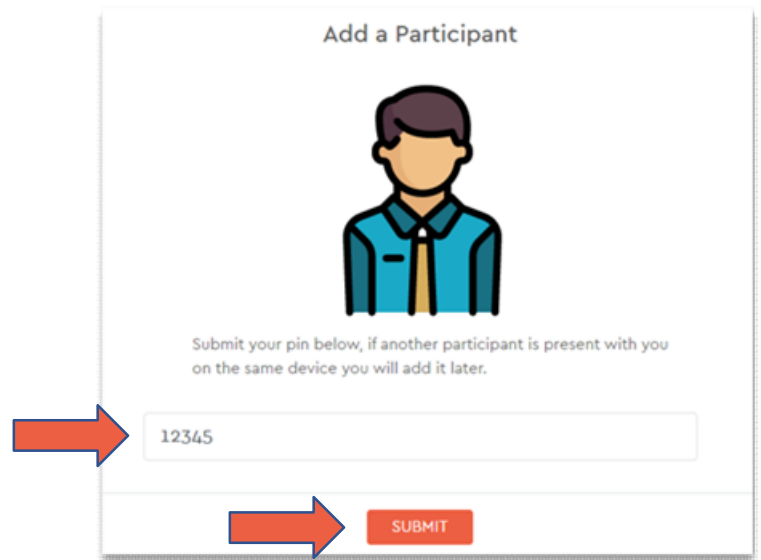 Add a Participant
Submit your pin below, if another participant is present with you
on the same device you will add it later.
12345
SUBMIT